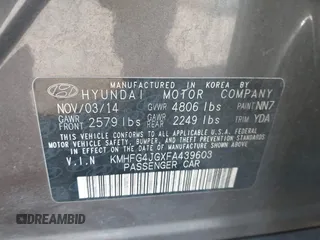 MANUFACTURED IN KOREA BY
HYUNDAI MOTOR COMPANY
NOV/03/14 GVWR 4806 lbs PAINT NN7
GAWR FRONT 2579 lbs GAWR REAR 2249 lbs TRIM YDA
THIS VEHICLE CONFORMS TO ALL APPLICABLE U.S. FEDERAL
MOTOR VEHICLE SAFETY, BUMPER, AND THEFT PREVENTION
STANDARDS IN EFFECT ON THE DATE OF MANUFACTURE SHOWN
ABOVE.
V.I.N KMHFG4JGXFA439603
PASSENGER CAR
DREAMBID